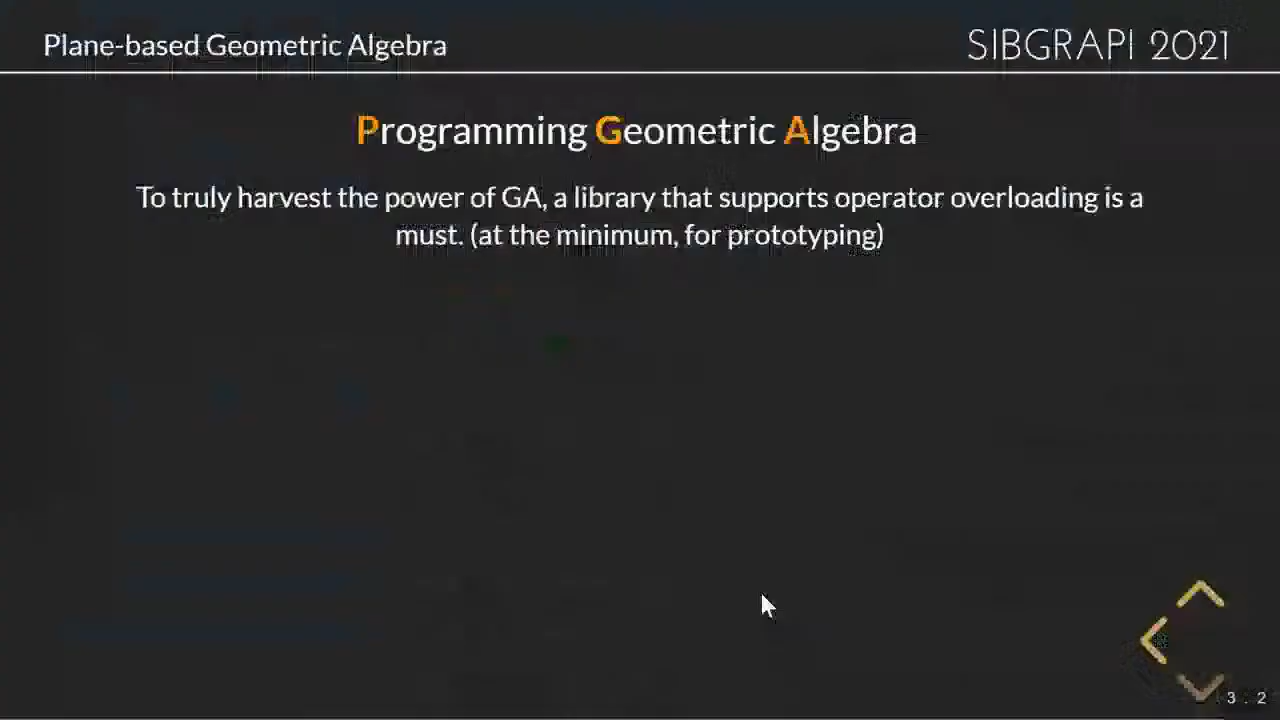 Plane-based Geometric Algebra
SIBGRAPI 2021
Programming Geometric Algebra
To truly harvest the power of GA, a library that supports operator overloading is a
must. (at the minimum, for prototyping)
3 . 2